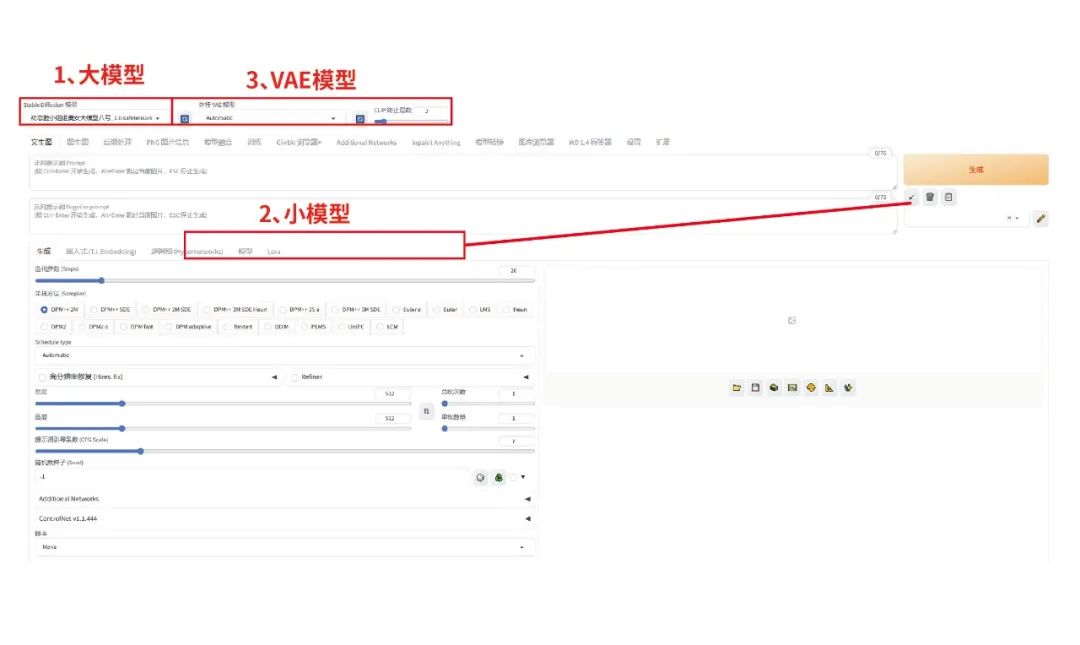 1、大模型
3、VAE模型
Stable Diffusion 模型
外挂 VAE 模型
CLIP 终止层数 2
Automatic
文生图 图生图 后期处理 PNG 图片信息 模型融合 训练 Additional Networks Inpaint Anything 模型转换 图库浏览器 WD 1.4 标签器 设置 扩展
正向提示词 Prompt
0/75
(按 Ctrl+Enter 开始生成，Alt+Enter 跳过当前图片，ESC 停止生成)
生成
反向提示词 Negative prompt
0/75
(按 Ctrl+Enter 开始生成，Alt+Enter 跳过当前图片，ESC 停止生成)
2、小模型
生成 嵌入式 (T.I. Embedding) 超网络 (Hypernetworks) 模型 Lora
迭代步数 (Steps) 20
采样方法 (Sampler)
DPM++ 2M DPM++ SDE DPM++ 2M SDE DPM++ 2M SDE Heun DPM++ 2S a DPM++ 3M SDE Euler a Euler LMS Heun
DPM2 DPM2 a DPM fast DPM adaptive Restart DDIM PLMS UniPC LCM
Schedule type
Automatic
高分辨率修复 (Hires. fix) Refiner
宽度 512 总批次数 1
高度 512 单批数量 1
提示词引导系数 (CFG Scale) 7
随机数种子 (Seed)
-1
Additional Networks
ControlNet v1.1.444
脚本
None